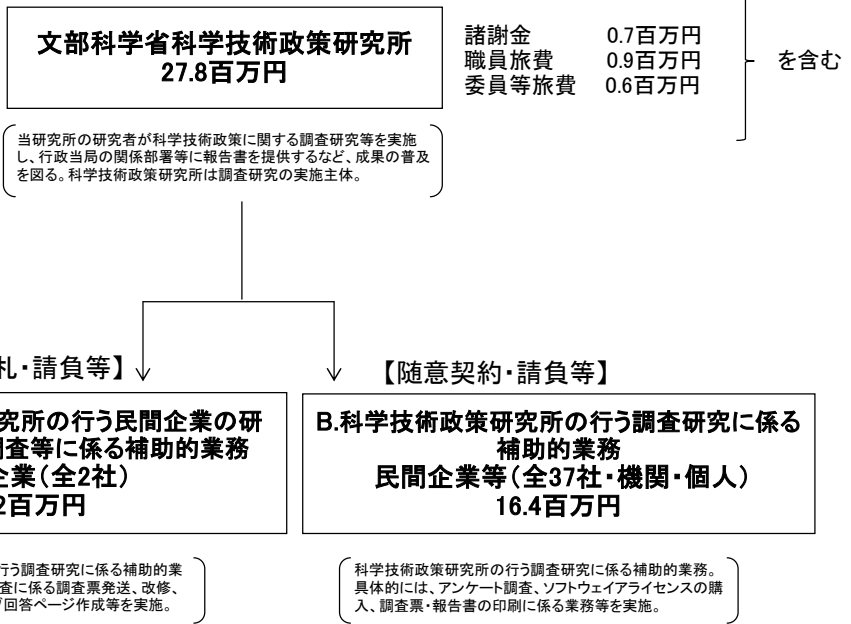 文部科学省科学技術政策研究所
27.8百万円
諸謝金 0.7百万円
職員旅費 0.9百万円
委員等旅費 0.6百万円
を含む
当研究所の研究者が科学技術政策に関する調査研究等を実施
し、行政当局の関係部署等に報告書を提供するなど、成果の普及
を図る。科学技術政策研究所は調査研究の実施主体。
札・請負等】
究所の行う民間企業の研
調査等に係る補助的業務
企業(全2社)
2百万円
行う調査研究に係る補助的業
査に係る調査票発送、改修、
回答ページ作成等を実施。
【随意契約・請負等】
B.科学技術政策研究所の行う調査研究に係る
補助的業務
民間企業等(全37社・機関・個人)
16.4百万円
科学技術政策研究所の行う調査研究に係る補助的業務。
具体的には、アンケート調査、ソフトウェイアライセンスの購
入、調査票・報告書の印刷に係る業務等を実施。